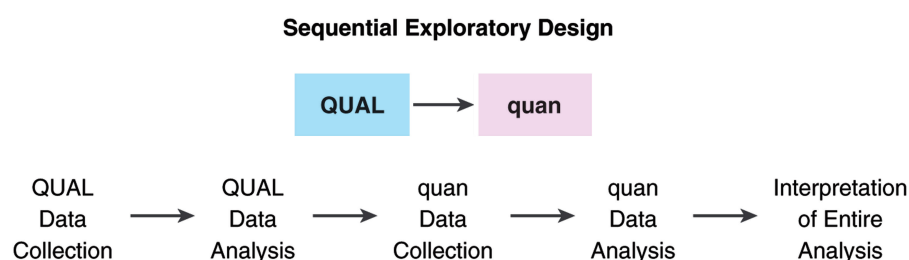 Sequential Exploratory Design
QUAL
quan
QUAL
Data
Collection
QUAL
Data
Analysis
quan
Data
Collection
quan
Data
Analysis
Interpretation
of Entire
Analysis